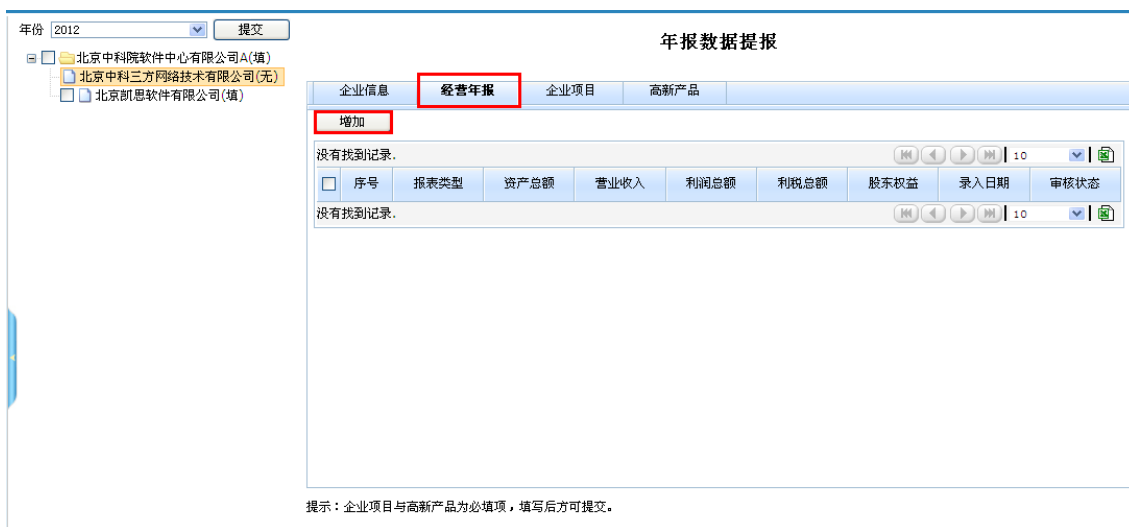 年份 2012 提交
年报数据提报
北京中科院软件中心有限公司A(填)
北京中科三方网络技术有限公司(无)
北京凯思软件有限公司(填)
企业信息 经营年报 企业项目 高新产品
增加
没有找到记录. 10
序号 报表类型 资产总额 营业收入 利润总额 利税总额 股东权益 录入日期 审核状态
没有找到记录. 10
提示：企业项目与高新产品为必填项，填写后方可提交。